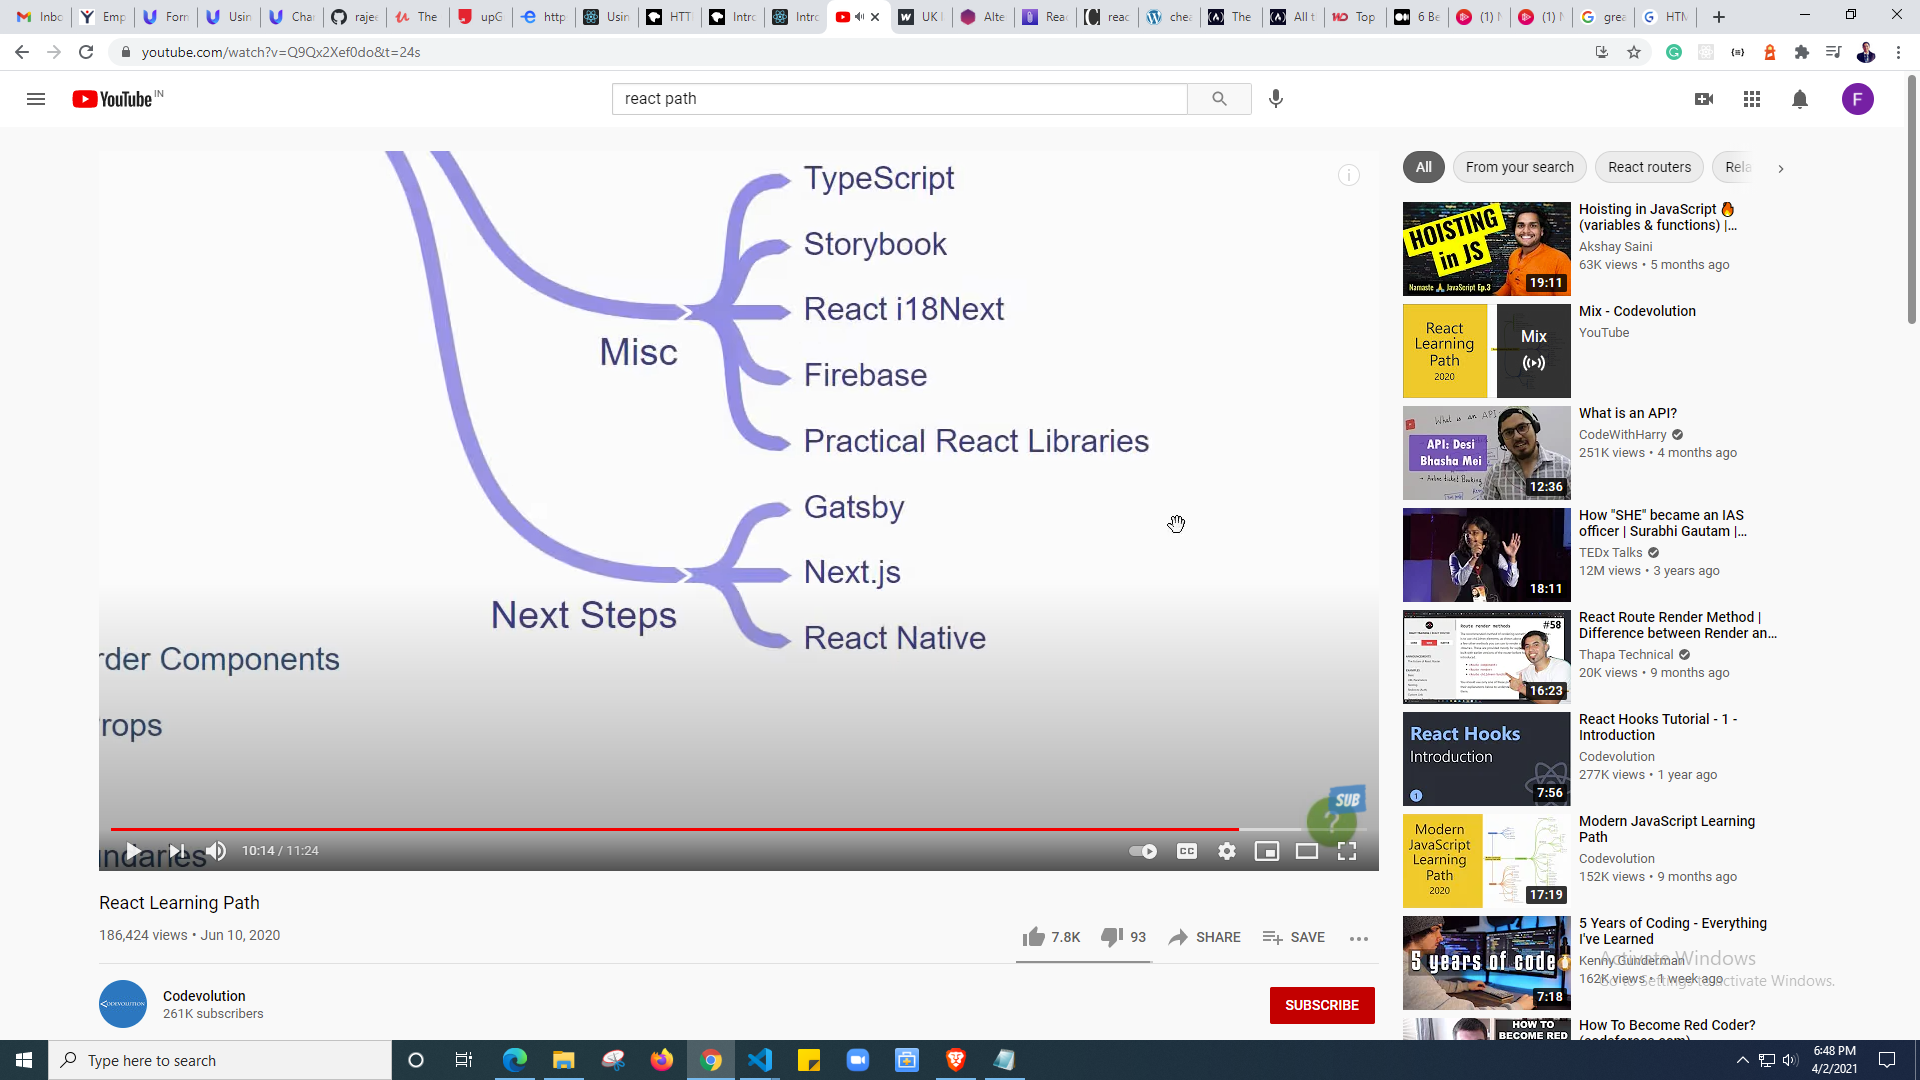 Inbo
Emp
Forn
Usin
Cha
rajee
The
upG
http
Usin
HTT
Intro
Intro
UK
Alte
Rea
reac
chea
The
All t
Top
6 Be
(1)
(1)
grea
HTM
youtube.com/watch?v=Q9Qx2Xef0do&t=24s
YouTube IN
react path
F
TypeScript
Storybook
React i18Next
Firebase
Practical React Libraries
Misc
Gatsby
Next.js
React Native
Next Steps
rder Components
rops
undaries
SUB
?
10:14 / 11:24
CC
React Learning Path
186,424 views • Jun 10, 2020
7.8K
93
SHARE
SAVE
CODEVOLUTION
Codevolution
261K subscribers
SUBSCRIBE
All
From your search
React routers
Rela
HOISTING
in JS
Namaste 🙏 JavaScript Ep.3
19:11
Hoisting in JavaScript 🔥
(variables & functions) |...
Akshay Saini
63K views • 5 months ago
React
Learning
Path
2020
Mix
Mix - Codevolution
YouTube
What is an API?
API: Desi
Bhasha Mei
12:36
What is an API?
CodeWithHarry
251K views • 4 months ago
18:11
How "SHE" became an IAS
officer | Surabhi Gautam |...
TEDx Talks
12M views • 3 years ago
Route render methods
#58
16:23
React Route Render Method |
Difference between Render an...
Thapa Technical
20K views • 9 months ago
React Hooks
Introduction
1
7:56
React Hooks Tutorial - 1 -
Introduction
Codevolution
277K views • 1 year ago
Modern
JavaScript
Learning
Path
2020
17:19
Modern JavaScript Learning
Path
Codevolution
152K views • 9 months ago
5 years of code
7:18
5 Years of Coding - Everything
I've Learned
Kenny Gunderman
162K views • 1 week ago
Activate Windows
Go to Settings to activate Windows.
HOW TO
BECOME RED
How To Become Red Coder?
(codeforces.com)
Type here to search
6:48 PM
4/2/2021